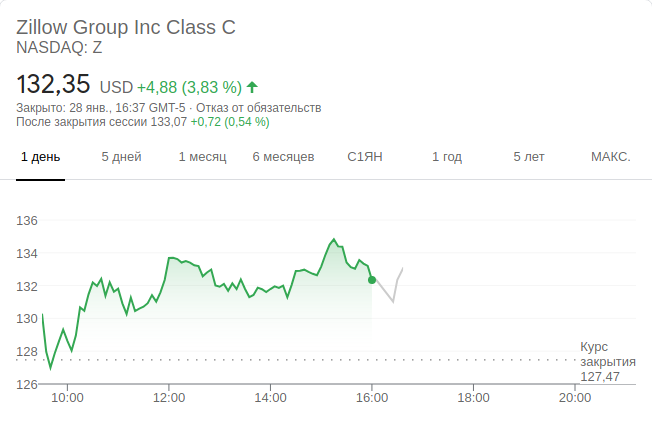 Zillow Group Inc Class C
NASDAQ: Z
132,35 USD +4,88 (3,83 %)
Закрыто: 28 янв., 16:37 GMT-5 · Отказ от обязательств
После закрытия сессии 133,07 +0,72 (0,54 %)
1 день 5 дней 1 месяц 6 месяцев С1ЯН 1 год 5 лет МАКС.
136
134
132
130
128
126
Курс
закрытия
127,47
10:00 12:00 14:00 16:00 18:00 20:00